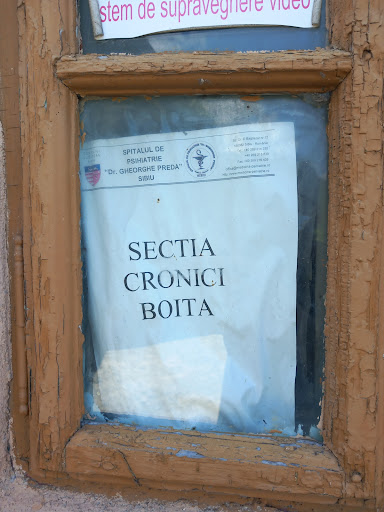 stem de supraveghere video
SPITALUL DE
PSIHIATRIE
"Dr. GHEORGHE PREDA"
SIBIU
SECTIA
CRONICI
BOITA